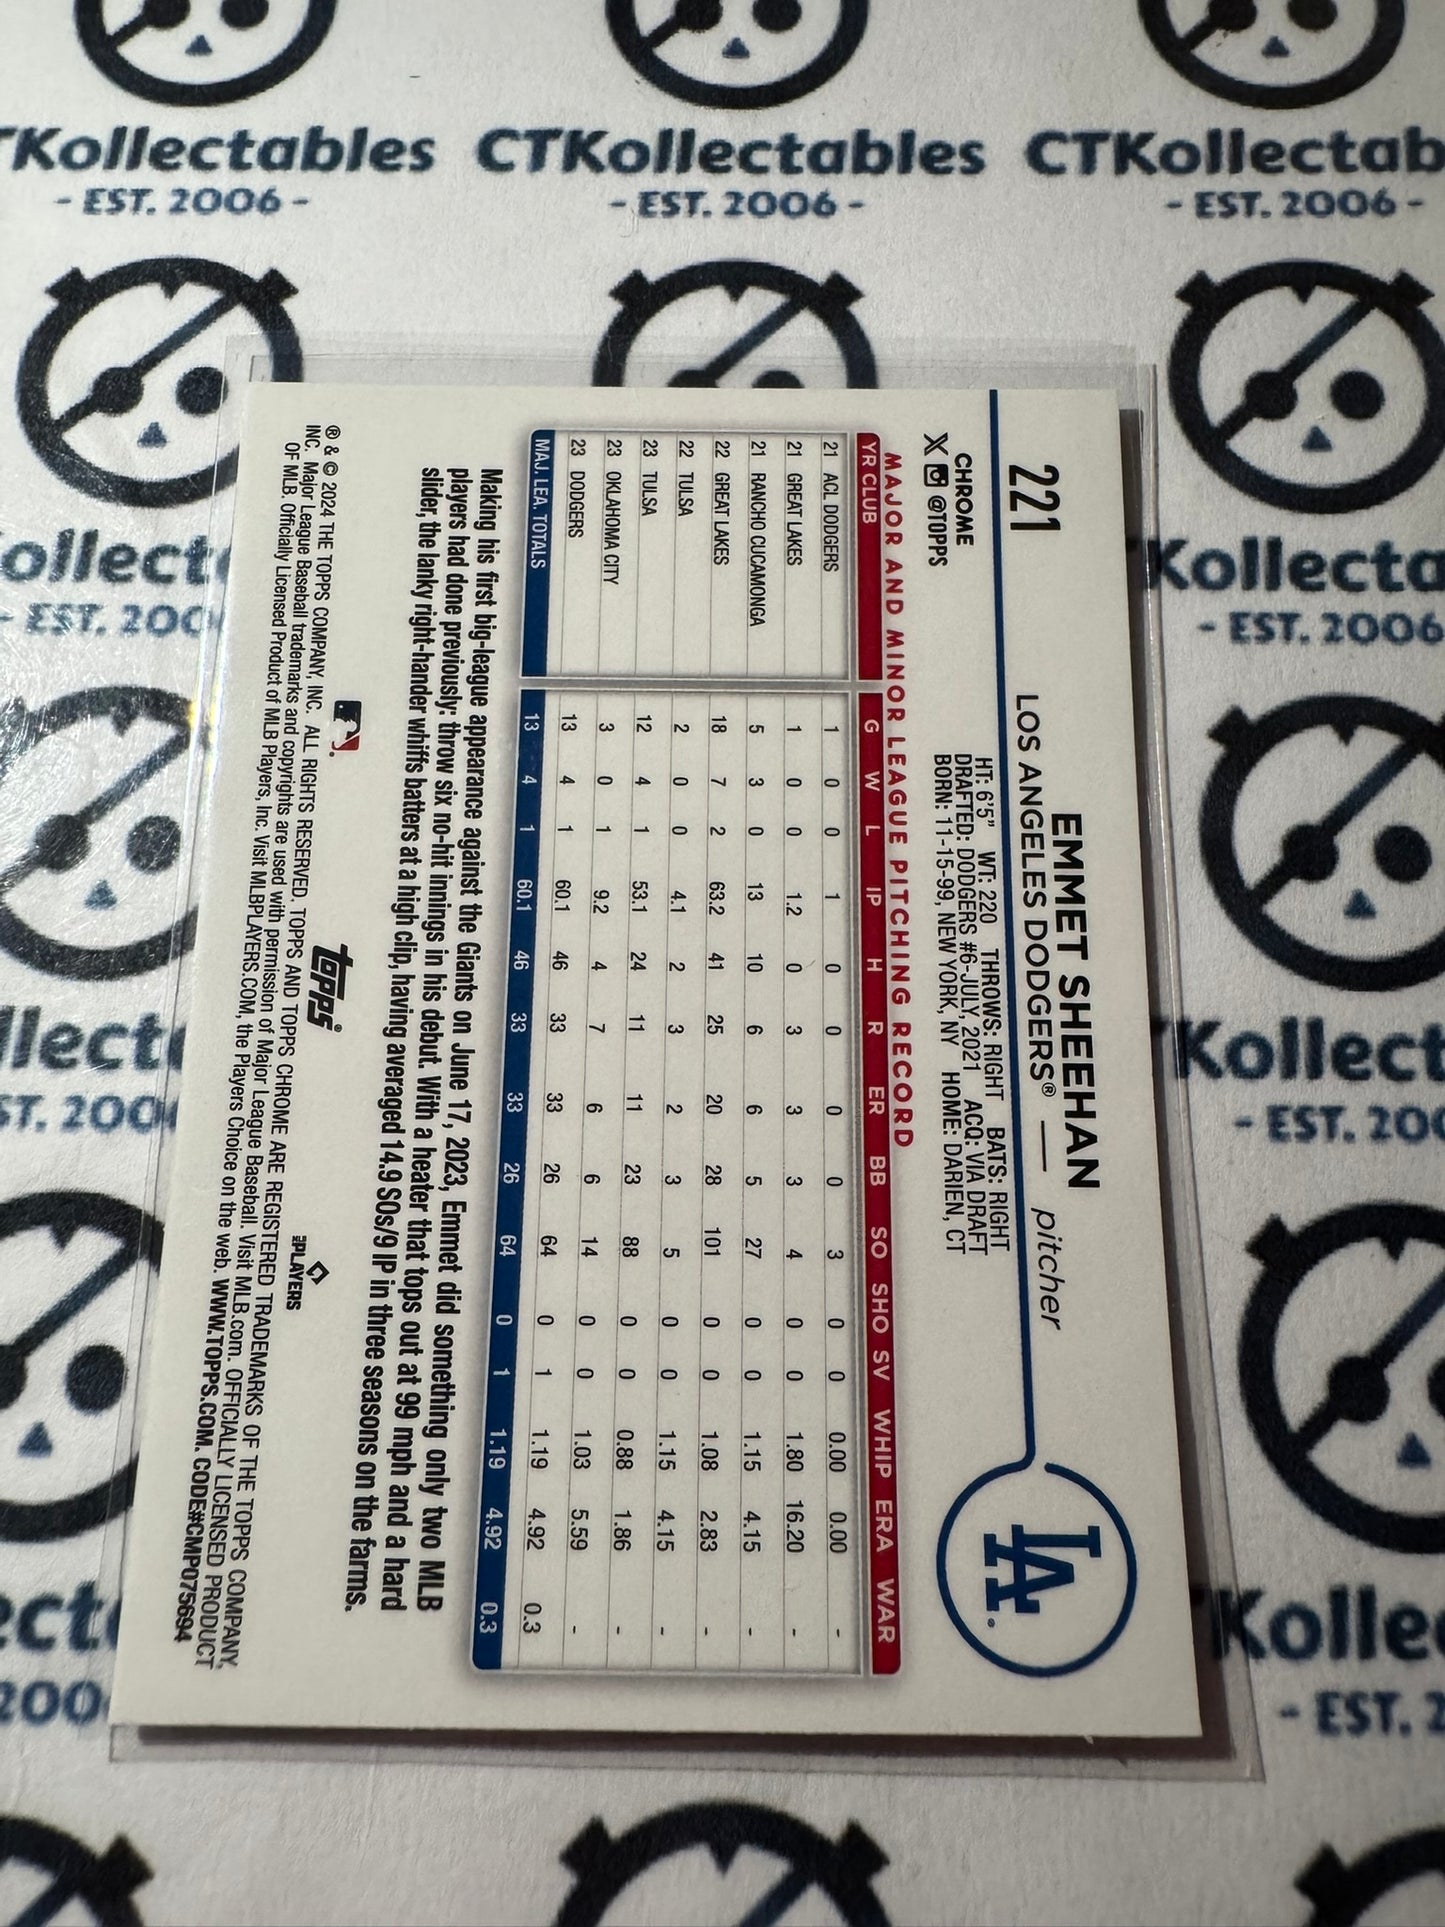 CTKollectables CTKollectables CTKollectab
- EST. 2006 - - EST. 2006 - - EST. 2006 -
221
EMMET SHEEHAN
LOS ANGELES DODGERS® — pitcher
CHROME
@TOPPS
HT: 6'5" WT: 220 THROWS: RIGHT BATS: RIGHT
DRAFTED: DODGERS #6-JULY, 2021 ACQ: VIA DRAFT
BORN: 11-15-99, NEW YORK, NY HOME: DARIEN, CT
LA
MAJOR AND MINOR LEAGUE PITCHING RECORD
YR CLUB G W L IP H R ER BB SO SHO SV WHIP ERA WAR
21 ACL DODGERS 1 0 0 1 0 0 0 0 3 0 0 0.00 0.00 -
21 GREAT LAKES 1 0 0 1.2 0 3 3 3 4 0 0 1.80 16.20 -
21 RANCHO CUCAMONGA 5 3 0 13 10 6 6 5 27 0 0 1.15 4.15 -
22 GREAT LAKES 18 7 2 63.2 41 25 20 28 101 0 0 1.08 2.83 -
22 TULSA 2 0 0 4.1 2 3 2 3 5 0 0 1.15 4.15 -
23 TULSA 12 4 1 53.1 24 11 11 23 88 0 0 0.88 1.86 -
23 OKLAHOMA CITY 3 0 1 9.2 4 7 6 6 14 0 0 1.03 5.59 -
23 DODGERS 13 4 1 60.1 46 33 33 26 64 0 1 1.19 4.92 0.3
MAJ. LEA. TOTALS 13 4 1 60.1 46 33 33 26 64 0 1 1.19 4.92 0.3
Making his first big-league appearance against the Giants on June 17, 2023, Emmet did something only two MLB
players had done previously: throw six no-hit innings in his debut. With a heater that tops out at 99 mph and a hard
slider, the lanky right-hander whiffs batters at a high clip, having averaged 14.9 SOs/9 IP in three seasons on the farms.
topps®
PLAYERS
® & © 2024 THE TOPPS COMPANY, INC. ALL RIGHTS RESERVED. TOPPS AND TOPPS CHROME ARE REGISTERED TRADEMARKS OF THE TOPPS COMPANY,
INC. Major League Baseball trademarks and copyrights are used with permission of Major League Baseball. Visit MLB.com. OFFICIALLY LICENSED PRODUCT
OF MLB. Officially Licensed Product of MLB Players, Inc. Visit MLBPLAYERS.COM, the Players Choice on the web. WWW.TOPPS.COM. CODE#CMP075694